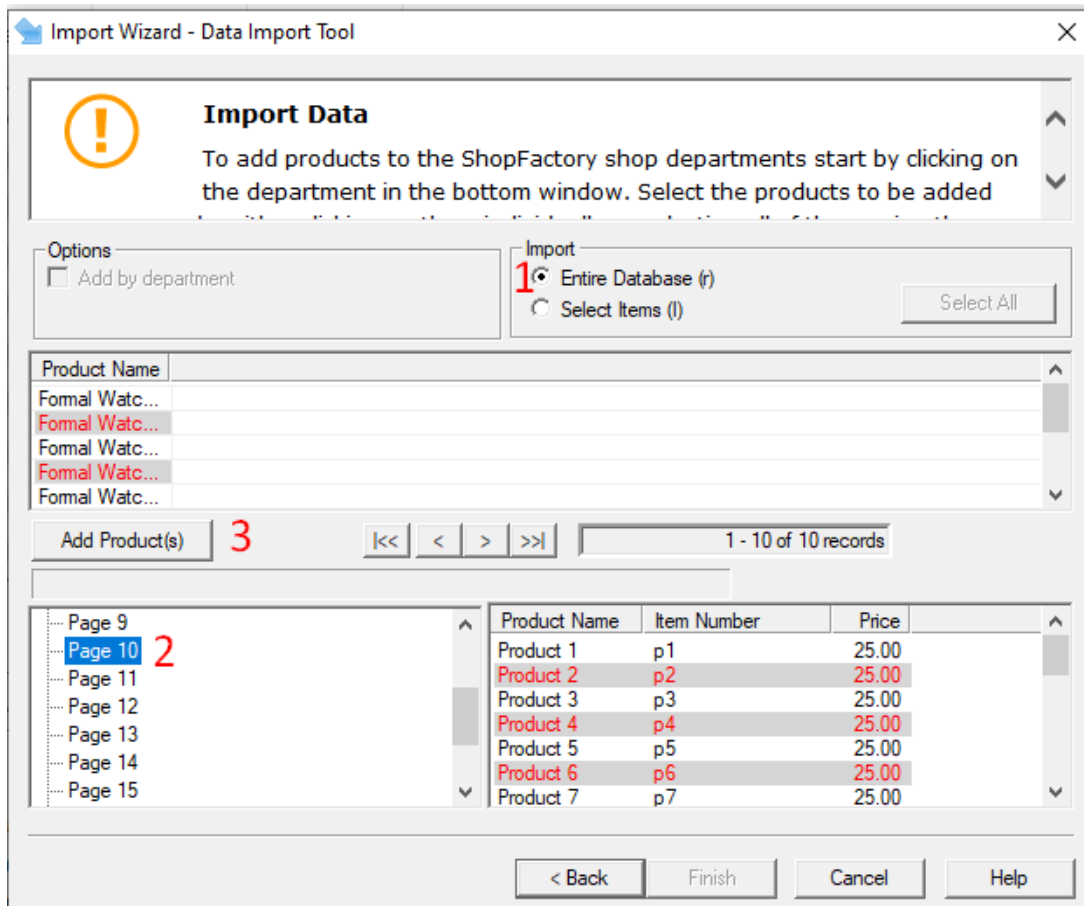 Import Wizard - Data Import Tool
Import Data
To add products to the ShopFactory shop departments start by clicking on
the department in the bottom window. Select the products to be added
Options
Add by department
Import
1
Entire Database (r)
Select Items (l)
Select All
Product Name
Formal Watc...
Formal Watc...
Formal Watc...
Formal Watc...
Formal Watc...
Add Product(s)
3
|<< < > >>|
1 - 10 of 10 records
Page 9
Page 10
2
Page 11
Page 12
Page 13
Page 14
Page 15
Product Name Item Number Price
Product 1 p1 25.00
Product 2 p2 25.00
Product 3 p3 25.00
Product 4 p4 25.00
Product 5 p5 25.00
Product 6 p6 25.00
Product 7 p7 25.00
< Back
Finish
Cancel
Help